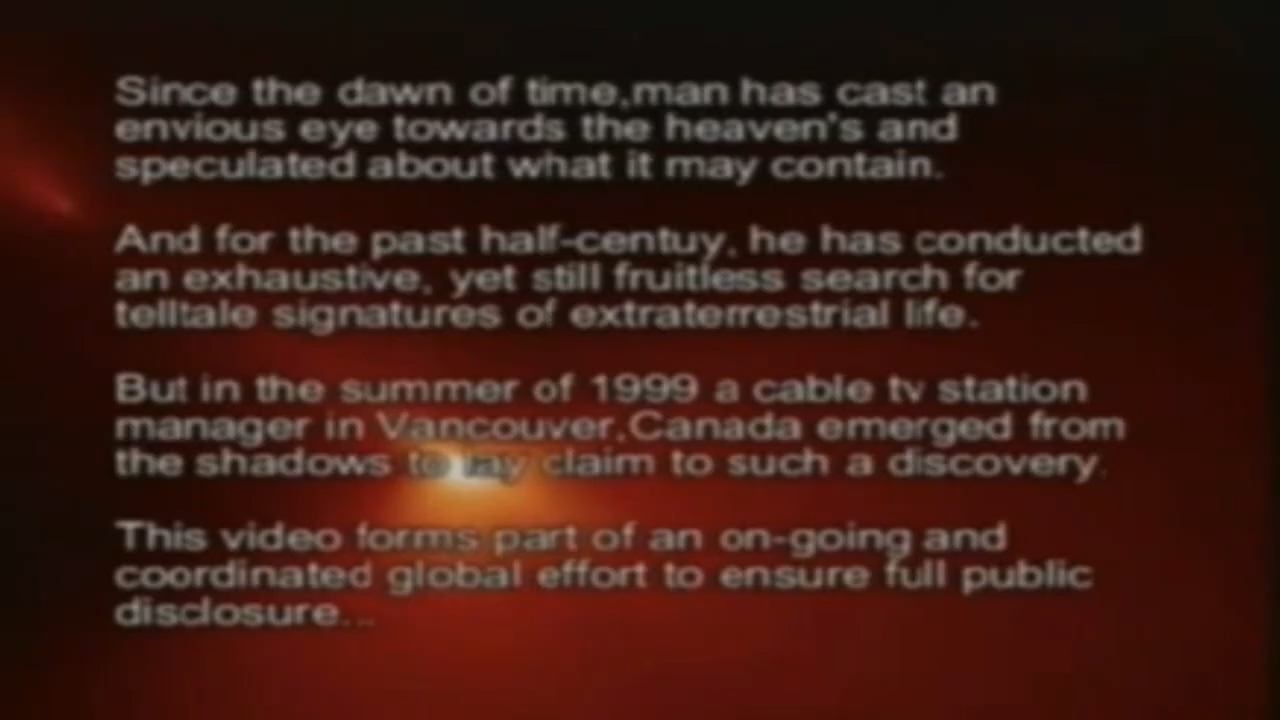 Since the dawn of time,man has cast an
envious eye towards the heaven's and
speculated about what it may contain.
And for the past half-centuy, he has conducted
an exhaustive, yet still fruitless search for
telltale signatures of extraterrestrial life.
But in the summer of 1999 a cable tv station
manager in Vancouver,Canada emerged from
the shadows to lay claim to such a discovery.
This video forms part of an on-going and
coordinated global effort to ensure full public
disclosure...